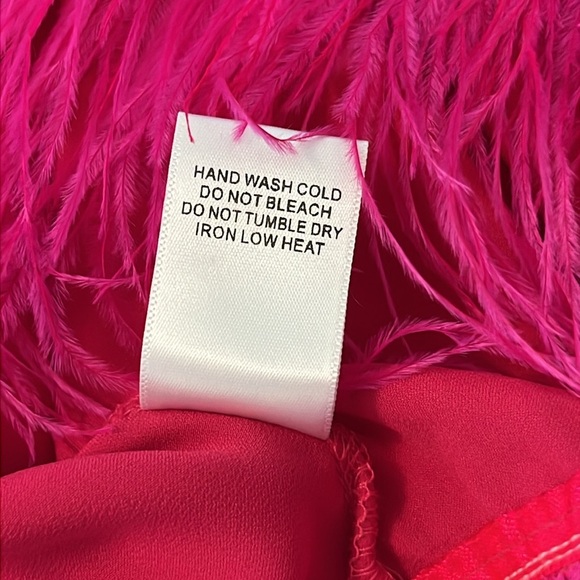 HAND WASH COLD
DO NOT BLEACH
DO NOT TUMBLE DRY
IRON LOW HEAT